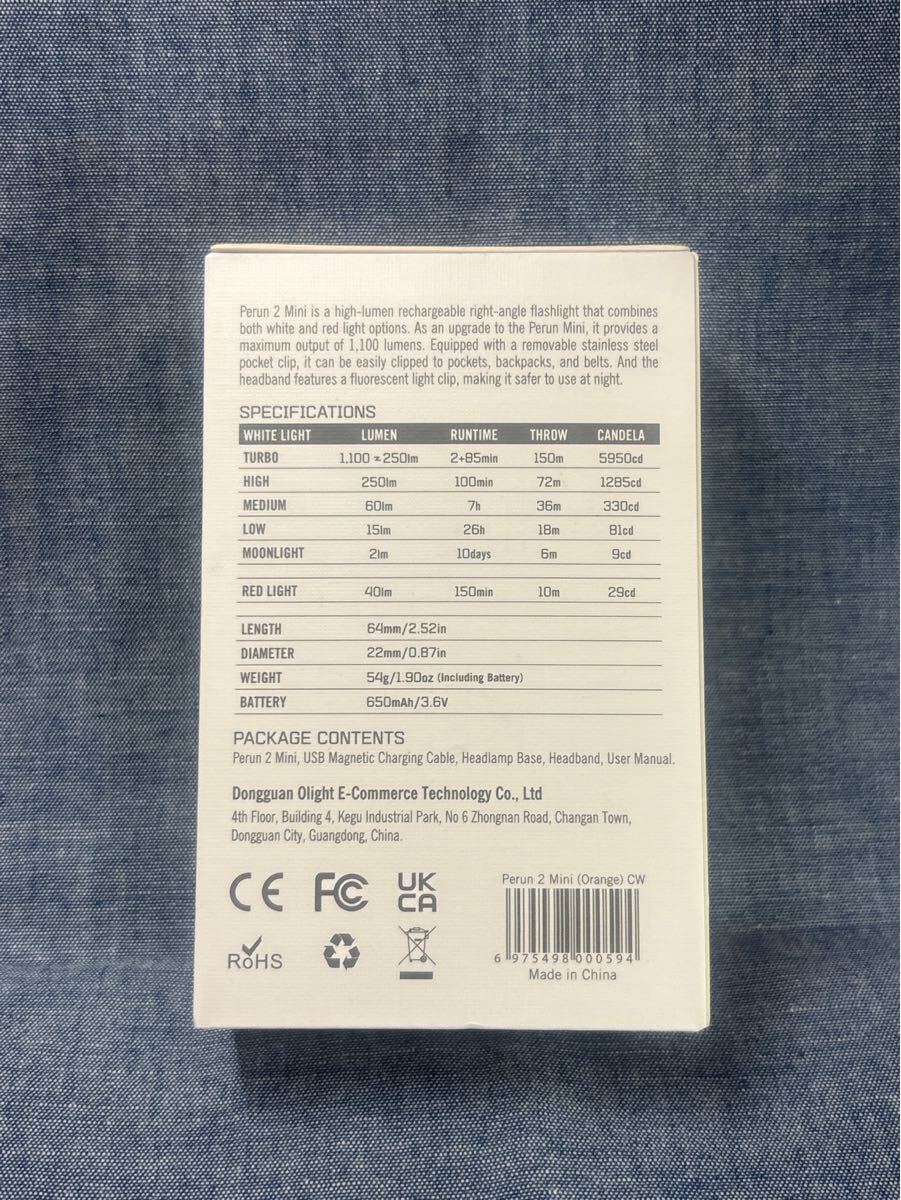 Perun 2 Mini is a high-lumen rechargeable right-angle flashlight that combines
both white and red light options. As an upgrade to the Perun Mini, it provides a
maximum output of 1,100 lumens. Equipped with a removable stainless steel
pocket clip, it can be easily clipped to pockets, backpacks, and belts. And the
headband features a fluorescent light clip, making it safer to use at night.
SPECIFICATIONS
WHITE LIGHT LUMEN RUNTIME THROW CANDELA
TURBO 1,100 ≥ 250lm 2+85min 150m 5950cd
HIGH 250lm 100min 72m 1285cd
MEDIUM 60lm 7h 36m 330cd
LOW 15lm 26h 18m 81cd
MOONLIGHT 2lm 10days 6m 9cd
RED LIGHT 40lm 150min 10m 29cd
LENGTH 64mm/2.52in
DIAMETER 22mm/0.87in
WEIGHT 54g/1.90oz (Including Battery)
BATTERY 650mAh/3.6V
PACKAGE CONTENTS
Perun 2 Mini, USB Magnetic Charging Cable, Headlamp Base, Headband, User Manual.
Dongguan Olight E-Commerce Technology Co., Ltd
4th Floor, Building 4, Kegu Industrial Park, No 6 Zhongnan Road, Changan Town,
Dongguan City, Guangdong, China.
CE FC UK
CA
RoHS
Perun 2 Mini (Orange) CW
6 975498 000594
Made in China